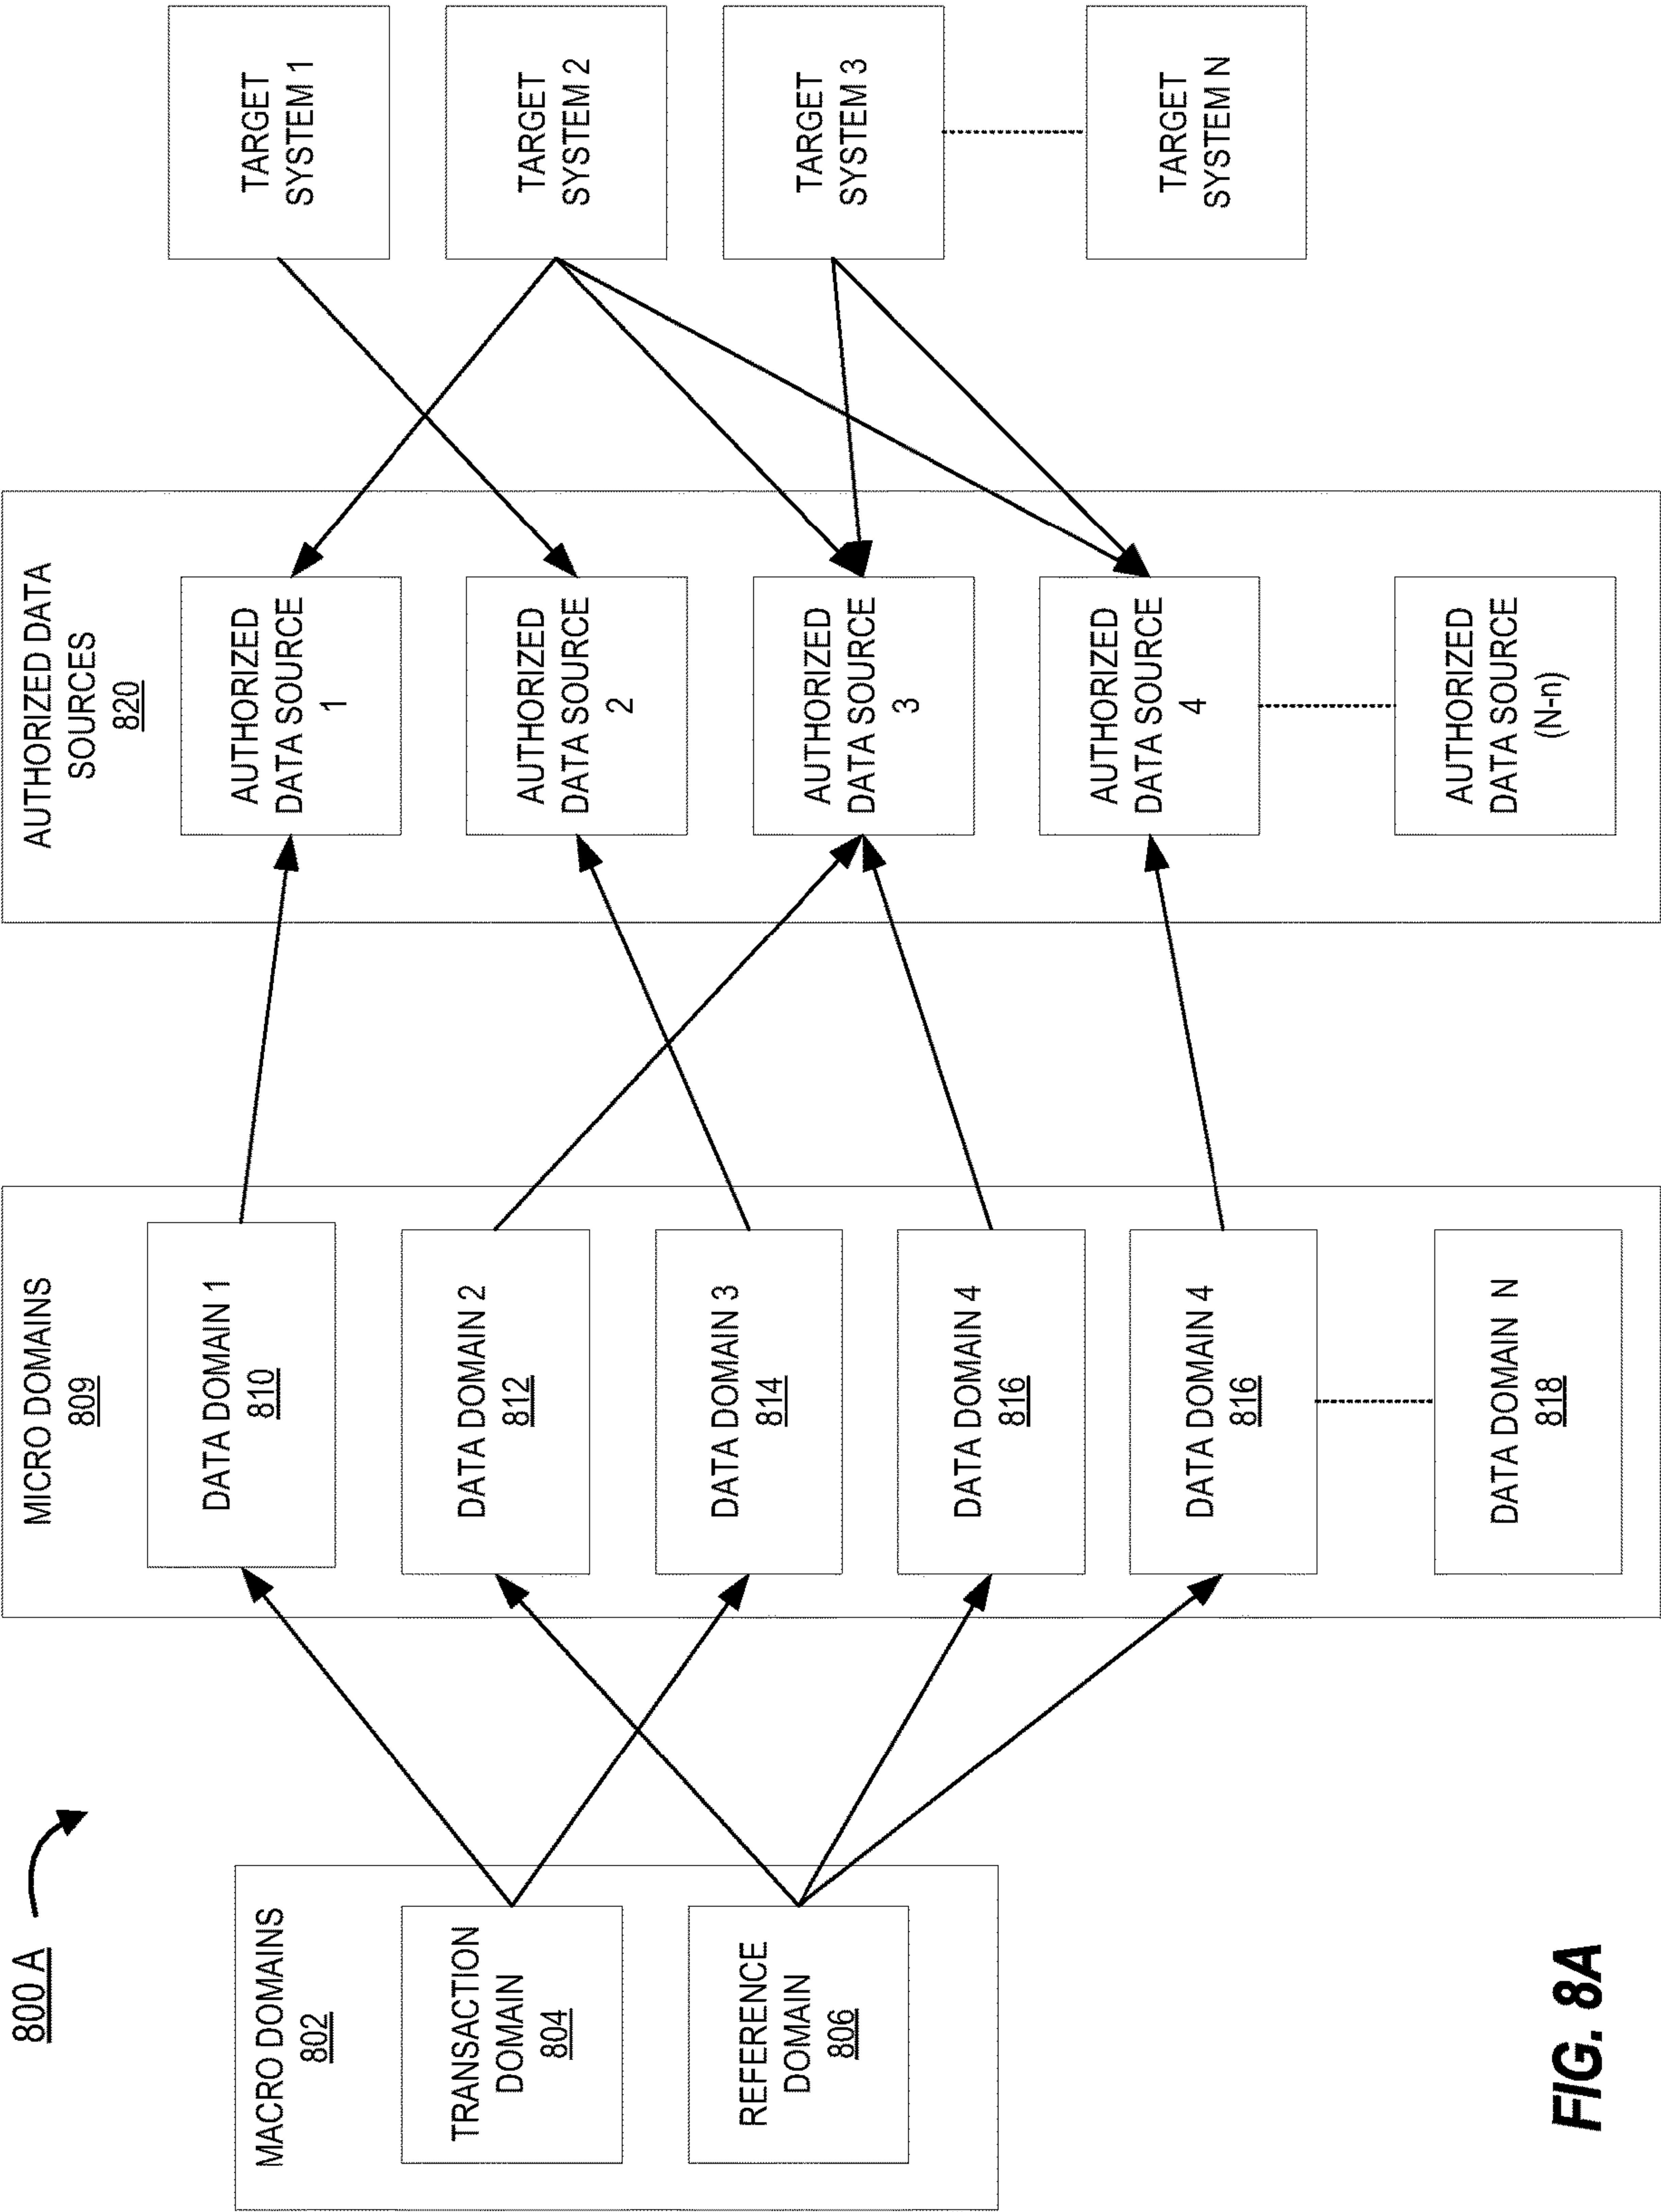 800 A
MACRO DOMAINS
802
TRANSACTION
DOMAIN
804
REFERENCE
DOMAIN
806
MICRO DOMAINS
809
DATA DOMAIN 1
810
DATA DOMAIN 2
812
DATA DOMAIN 3
814
DATA DOMAIN 4
816
DATA DOMAIN 4
816
DATA DOMAIN N
818
AUTHORIZED DATA
SOURCES
820
AUTHORIZED
DATA SOURCE
1
AUTHORIZED
DATA SOURCE
2
AUTHORIZED
DATA SOURCE
3
AUTHORIZED
DATA SOURCE
4
AUTHORIZED
DATA SOURCE
(N-n)
TARGET
SYSTEM 1
TARGET
SYSTEM 2
TARGET
SYSTEM 3
TARGET
SYSTEM N
FIG. 8A